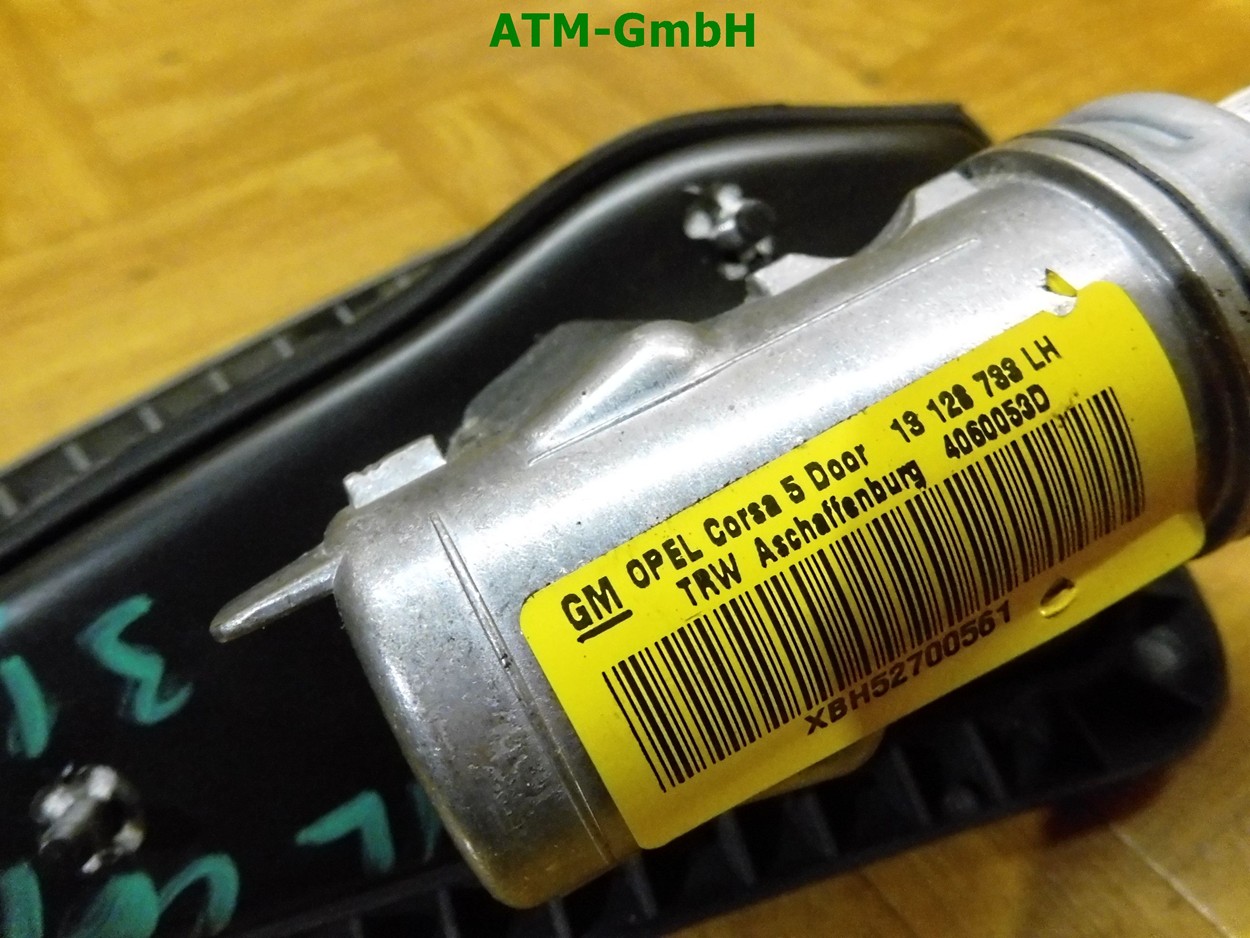 ATM-GmbH
GM OPEL Corsa 5 Door 13 128 733 LH
TRW Aschaffenburg 4060053D
XBH52700561